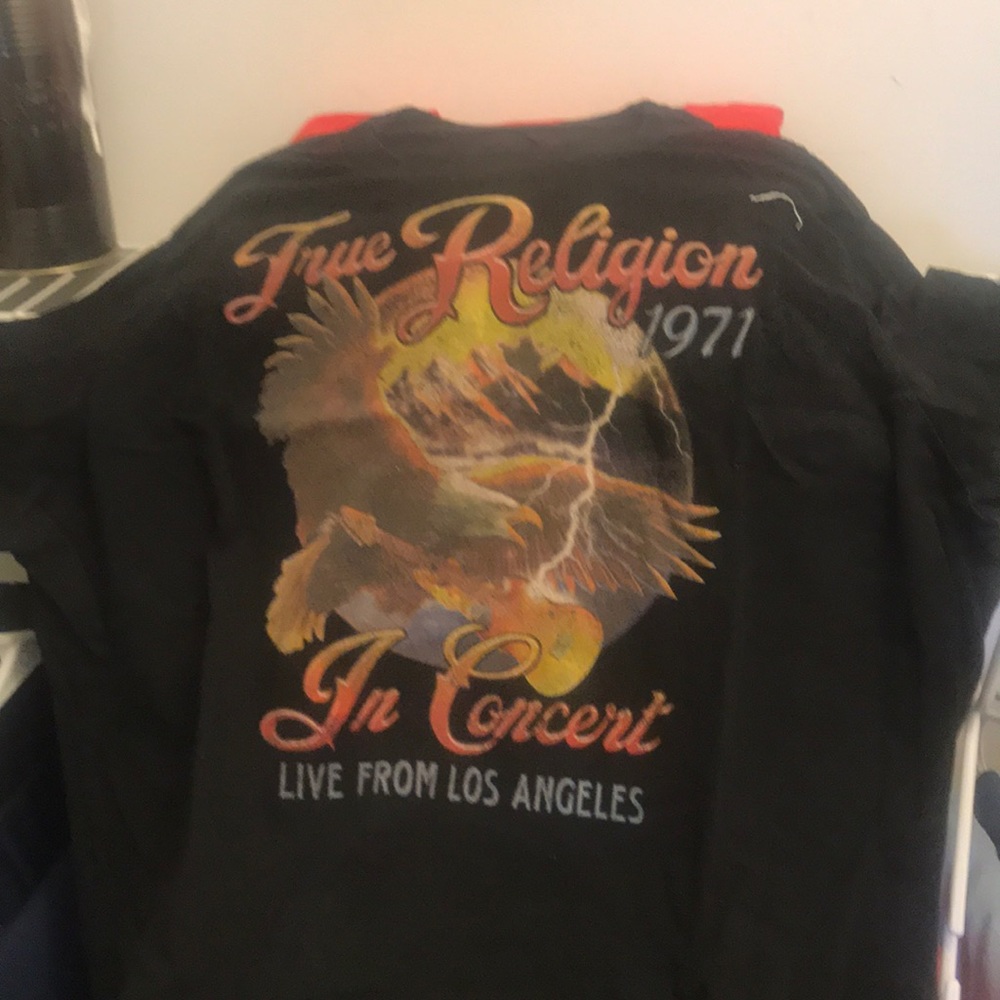 True Religion
1971
In Concert
LIVE FROM LOS ANGELES